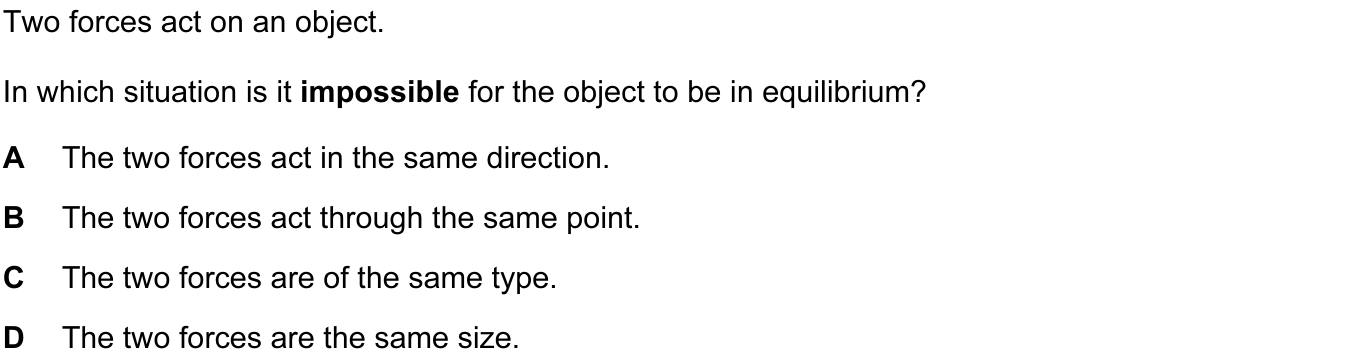 Two forces act on an object.
In which situation is it impossible for the object to be in equilibrium?
A The two forces act in the same direction.
B The two forces act through the same point.
C The two forces are of the same type.
D The two forces are the same size.